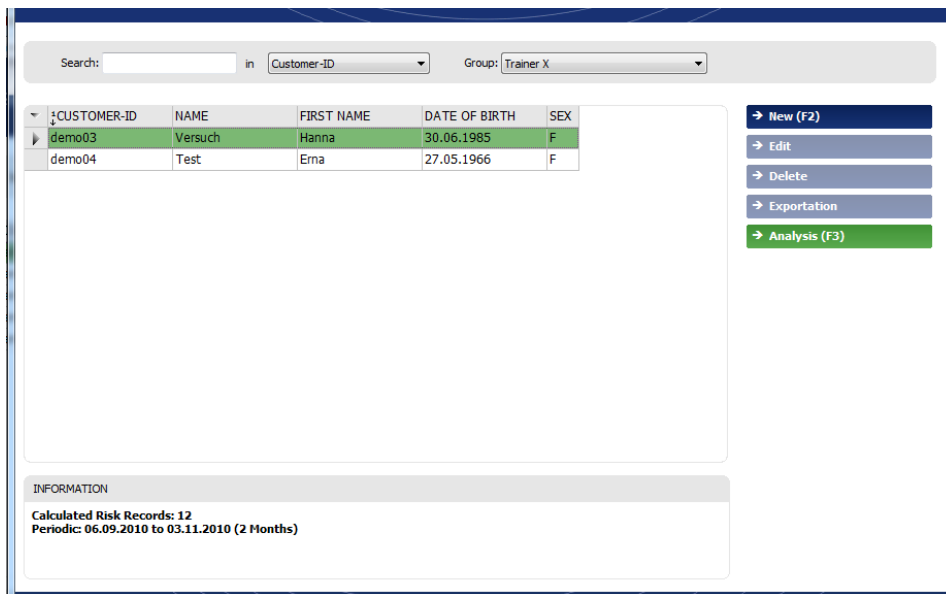 Search: in Customer-ID Group: Trainer X
CUSTOMER-ID NAME FIRST NAME DATE OF BIRTH SEX
demo03 Versuch Hanna 30.06.1985 F
demo04 Test Erna 27.05.1966 F
→ New (F2)
→ Edit
→ Delete
→ Exportation
→ Analysis (F3)
INFORMATION
Calculated Risk Records: 12
Periodic: 06.09.2010 to 03.11.2010 (2 Months)